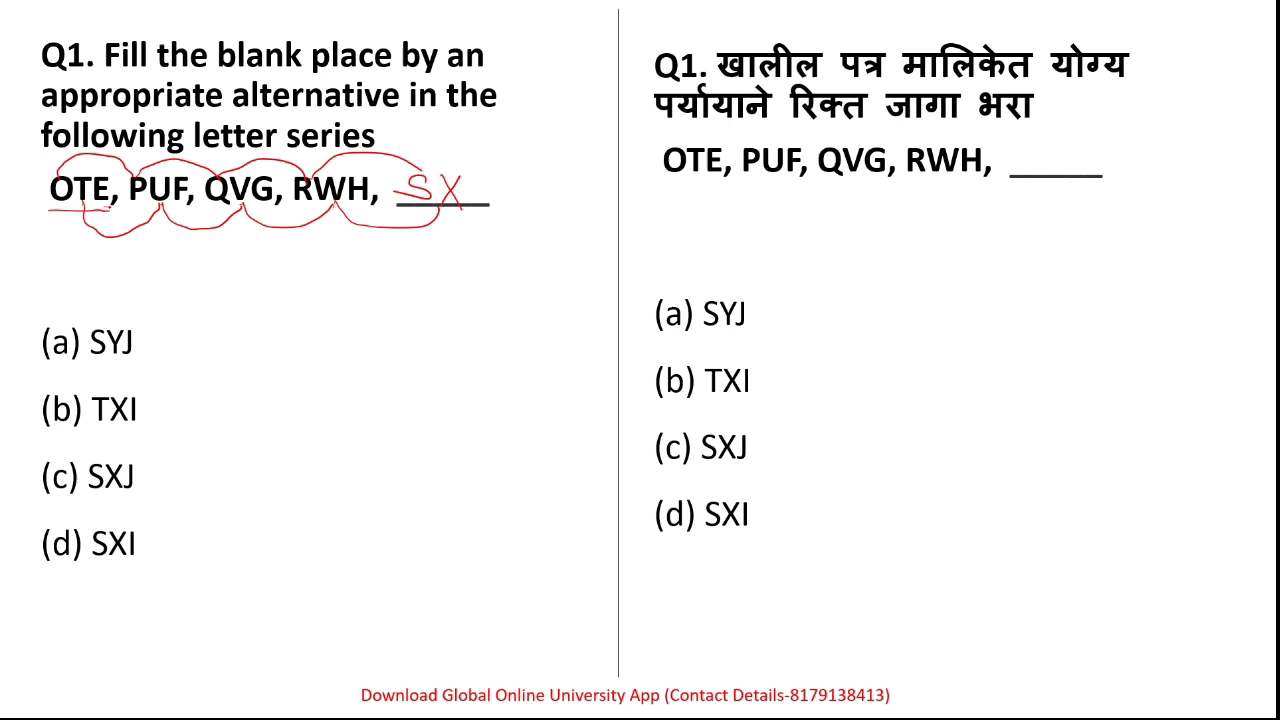 Q1. Fill the blank place by an
appropriate alternative in the
following letter series
OTE, PUF, QVG, RWH, SX
(a) SYJ
(b) TXI
(c) SXJ
(d) SXI
Q1. खालील पत्र मालिकेत योग्य
पर्यायाने रिक्त जागा भरा
OTE, PUF, QVG, RWH, _____
(a) SYJ
(b) TXI
(c) SXJ
(d) SXI
Download Global Online University App (Contact Details-8179138413)